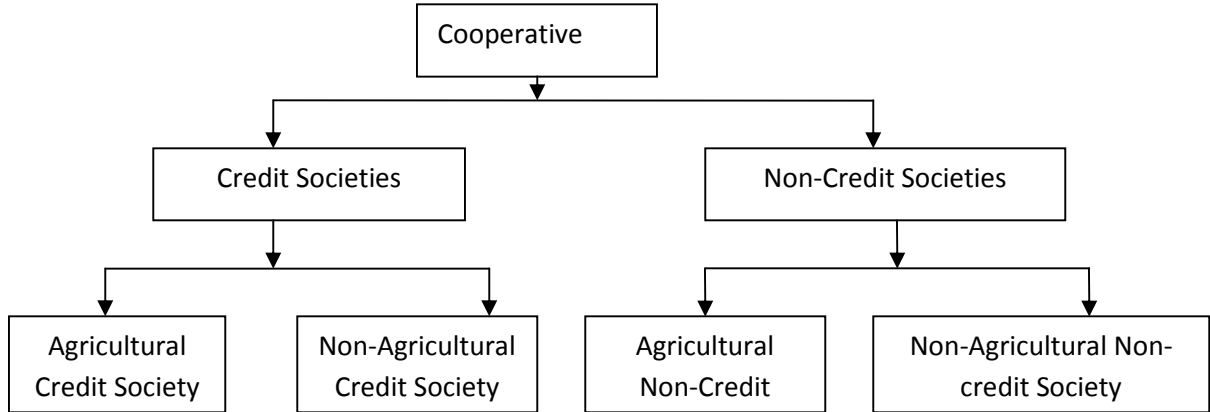 Cooperative
Credit Societies
Non-Credit Societies
Agricultural
Credit Society
Non-Agricultural
Credit Society
Agricultural
Non-Credit
Non-Agricultural Non-
credit Society